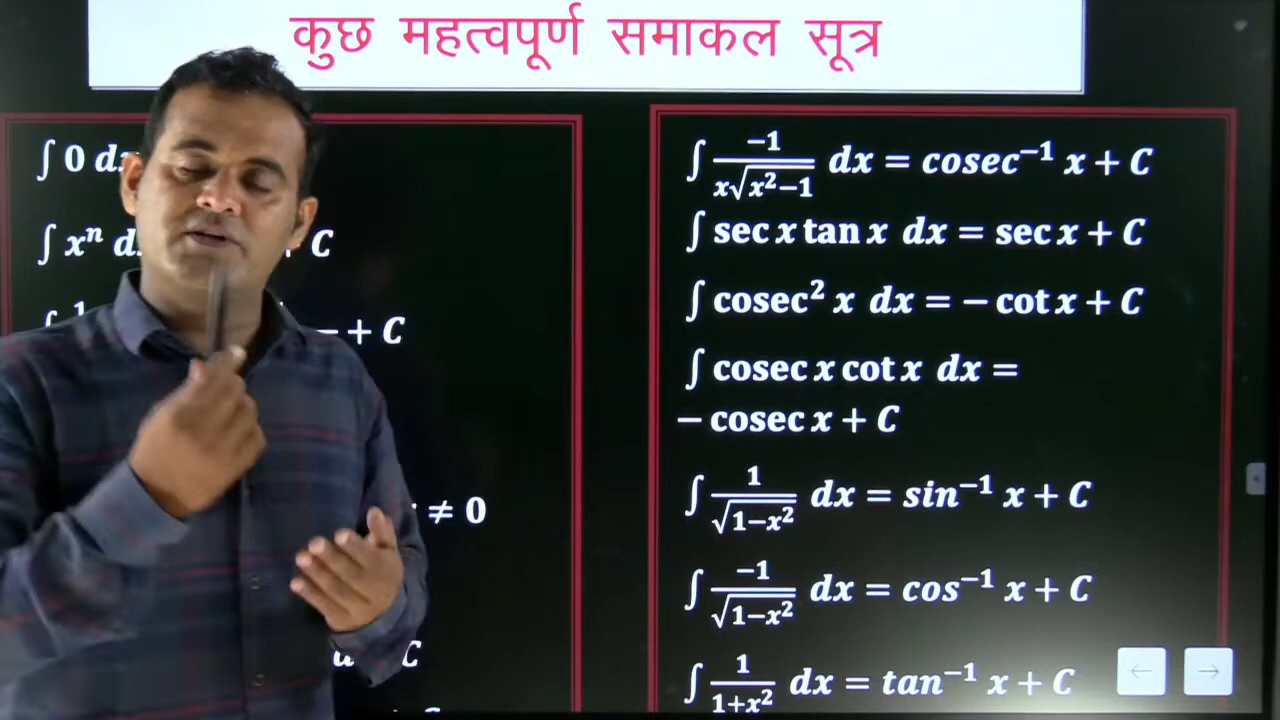 कुछ महत्वपूर्ण समाकल सूत्र
∫ 0 dx
∫ xⁿ d C
∫ 1 + C
≠ 0
C
∫ -1/(x√(x²−1)) dx = cosec⁻¹ x + C
∫ sec x tan x dx = sec x + C
∫ cosec² x dx = − cot x + C
∫ cosec x cot x dx =
− cosec x + C
∫ 1/√(1−x²) dx = sin⁻¹ x + C
∫ −1/√(1−x²) dx = cos⁻¹ x + C
∫ 1/(1+x²) dx = tan⁻¹ x + C
← →